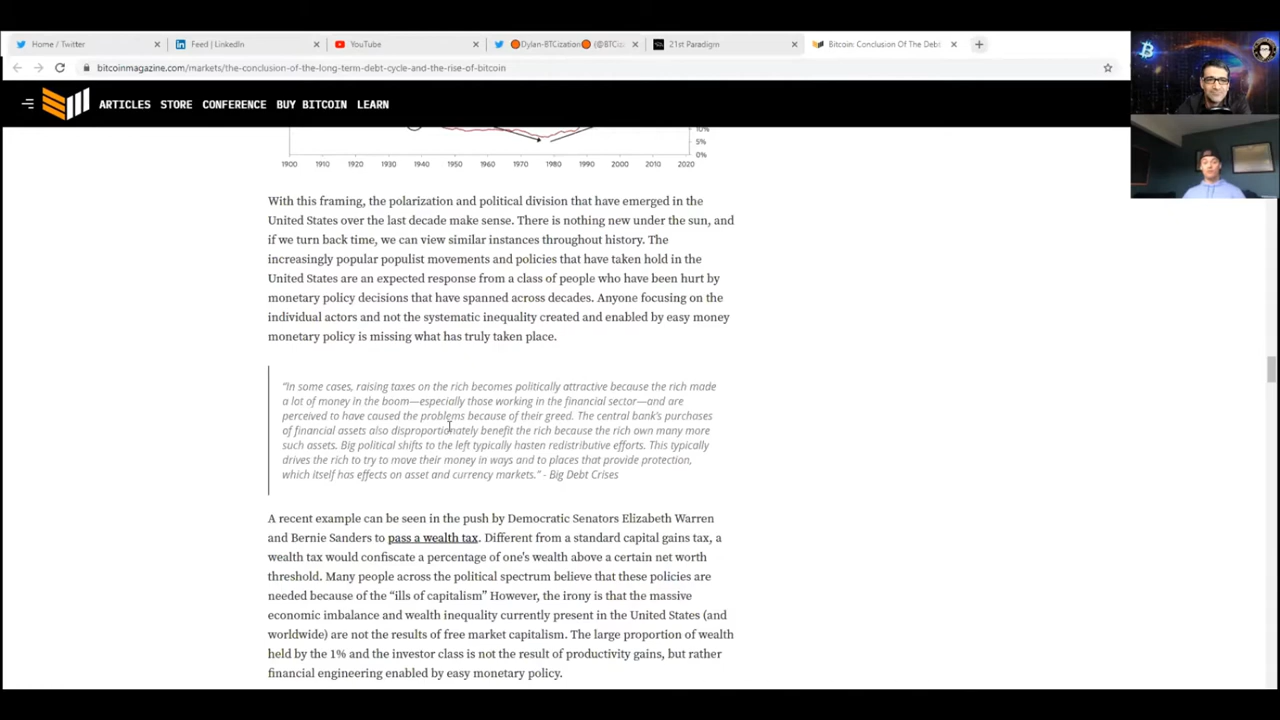 Home / Twitter
Feed | LinkedIn
YouTube
Dylan-BTCization (@BTCiz
21st Paradigm
Bitcoin: Conclusion Of The Debt
bitcoinmagazine.com/markets/the-conclusion-of-the-long-term-debt-cycle-and-the-rise-of-bitcoin
ARTICLES STORE CONFERENCE BUY BITCOIN LEARN
10%
5%
0%
1900 1910 1920 1930 1940 1950 1960 1970 1980 1990 2000 2010 2020
With this framing, the polarization and political division that have emerged in the
United States over the last decade make sense. There is nothing new under the sun, and
if we turn back time, we can view similar instances throughout history. The
increasingly popular populist movements and policies that have taken hold in the
United States are an expected response from a class of people who have been hurt by
monetary policy decisions that have spanned across decades. Anyone focusing on the
individual actors and not the systematic inequality created and enabled by easy money
monetary policy is missing what has truly taken place.
“In some cases, raising taxes on the rich becomes politically attractive because the rich made
a lot of money in the boom—especially those working in the financial sector—and are
perceived to have caused the problems because of their greed. The central bank's purchases
of financial assets also disproportionately benefit the rich because the rich own many more
such assets. Big political shifts to the left typically hasten redistributive efforts. This typically
drives the rich to try to move their money in ways and to places that provide protection,
which itself has effects on asset and currency markets.” - Big Debt Crises
A recent example can be seen in the push by Democratic Senators Elizabeth Warren
and Bernie Sanders to pass a wealth tax. Different from a standard capital gains tax, a
wealth tax would confiscate a percentage of one's wealth above a certain net worth
threshold. Many people across the political spectrum believe that these policies are
needed because of the “ills of capitalism” However, the irony is that the massive
economic imbalance and wealth inequality currently present in the United States (and
worldwide) are not the results of free market capitalism. The large proportion of wealth
held by the 1% and the investor class is not the result of productivity gains, but rather
financial engineering enabled by easy monetary policy.